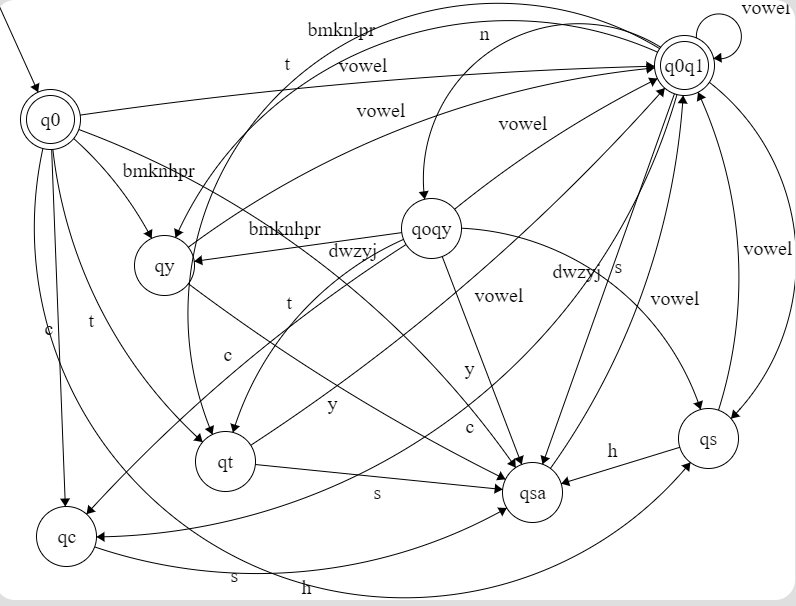 vowel
bmknlpr
n
t
vowel
q0q1
vowel
q0
vowel
bmknhpr
bmknhpr
qoqy
dwzyj
vowel
qy
dwzyj
s
vowel
t
vowel
t
c
c
y
y
c
qs
h
qt
s
qsa
qc
s
h